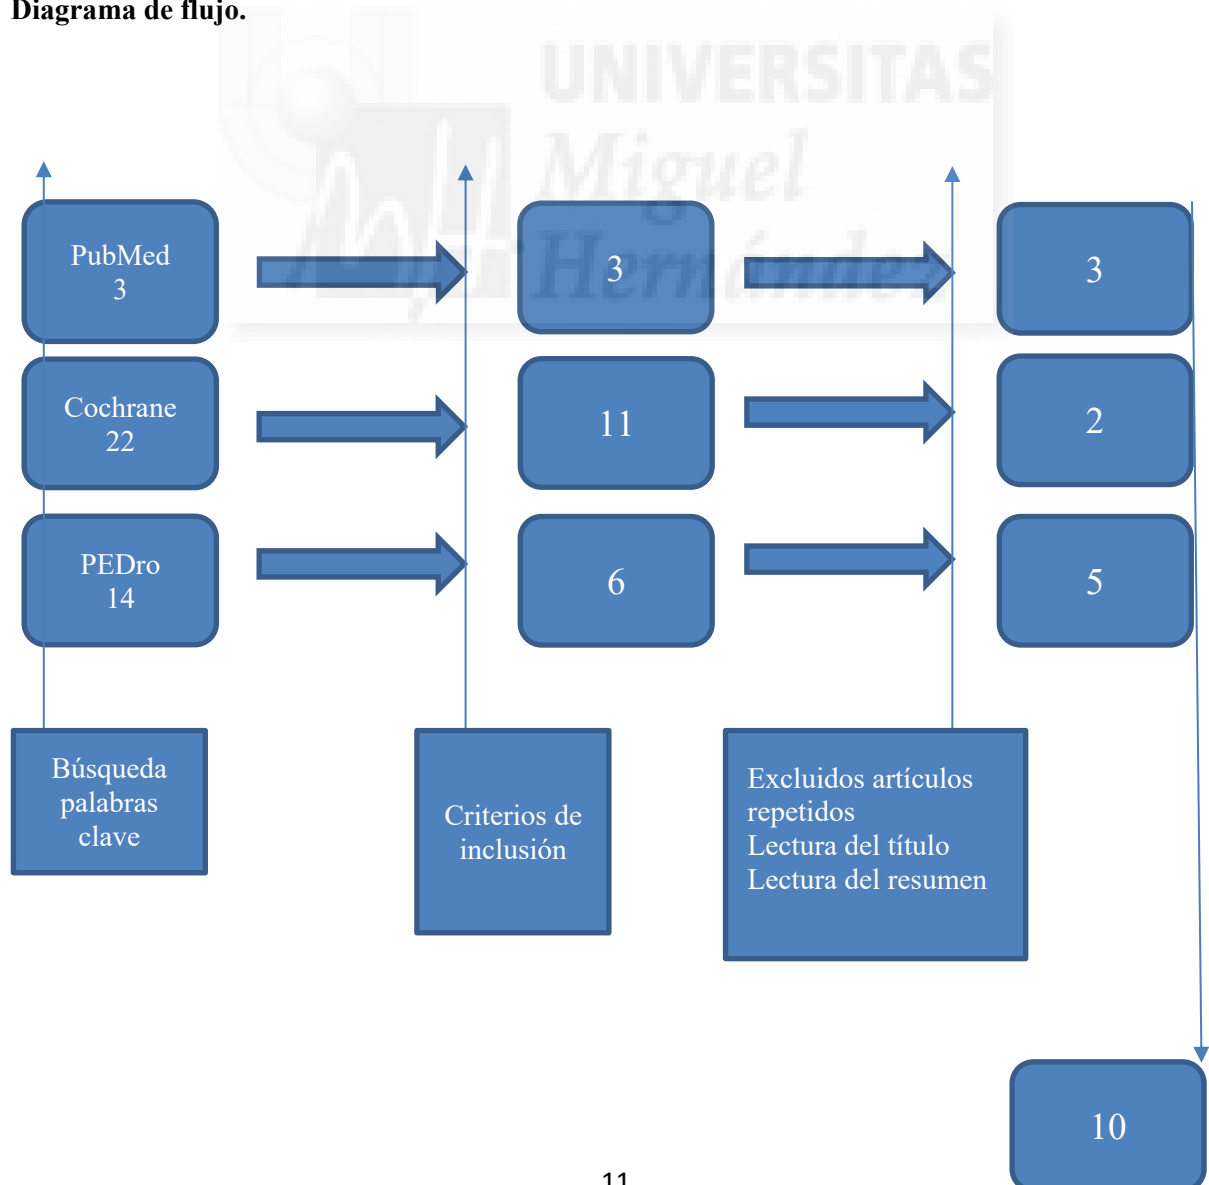 Diagrama de flujo.
UNIVERSITAS
Miguel
Hernández
PubMed
3
3
3
Cochrane
22
11
2
PEDro
14
6
5
Búsqueda
palabras
clave
Criterios de
inclusión
Excluidos artículos
repetidos
Lectura del título
Lectura del resumen
10
11